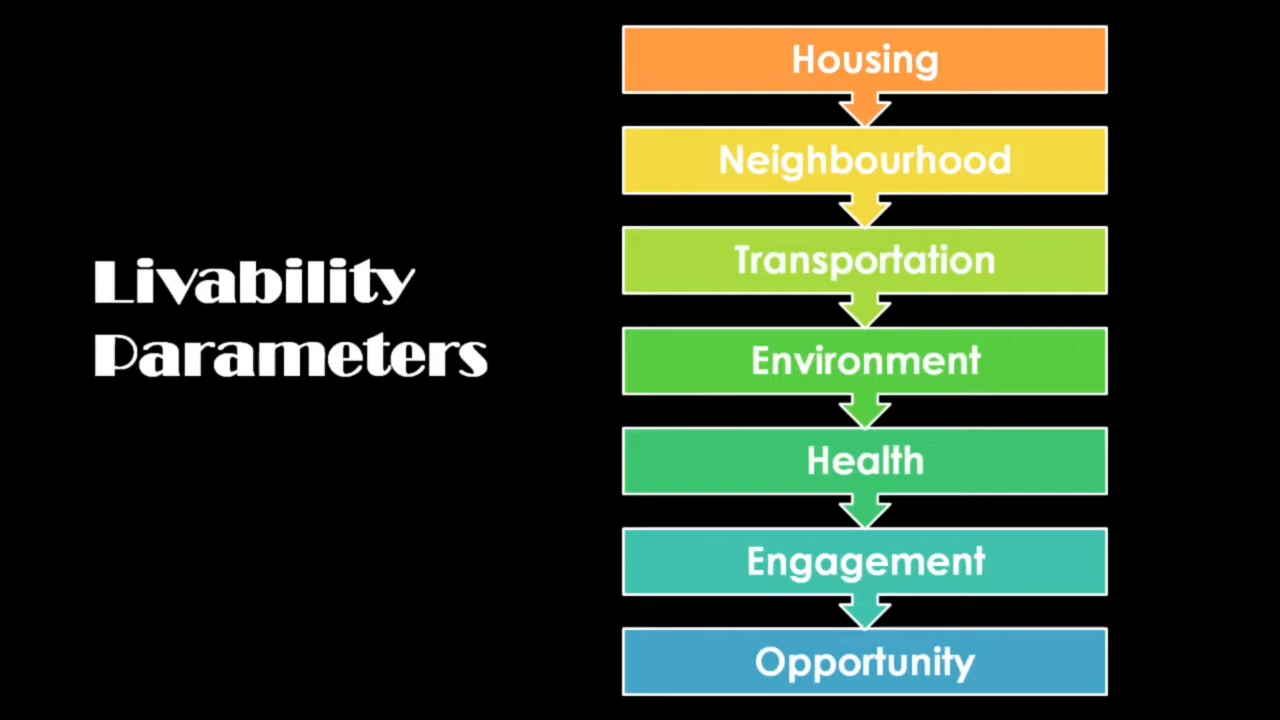 Livability
Parameters
Housing
Neighbourhood
Transportation
Environment
Health
Engagement
Opportunity